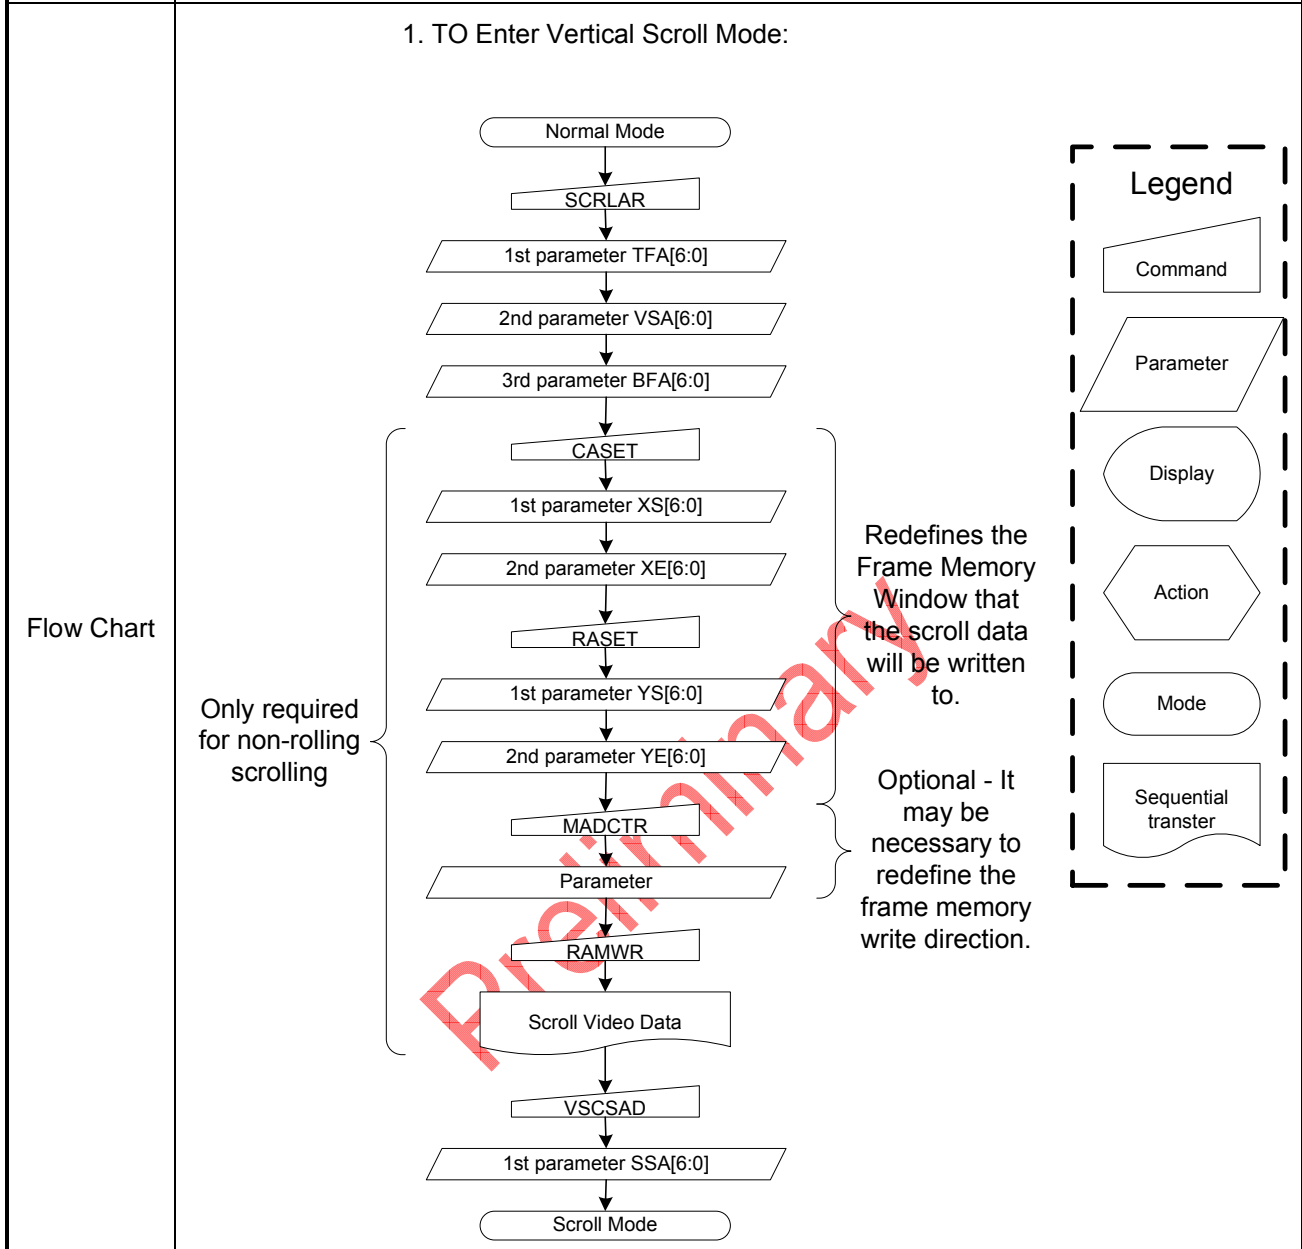 1. TO Enter Vertical Scroll Mode:
Flow Chart
Normal Mode
SCRLAR
1st parameter TFA[6:0]
2nd parameter VSA[6:0]
3rd parameter BFA[6:0]
CASET
1st parameter XS[6:0]
2nd parameter XE[6:0]
RASET
1st parameter YS[6:0]
2nd parameter YE[6:0]
MADCTR
Parameter
RAMWR
Scroll Video Data
VSCSAD
1st parameter SSA[6:0]
Scroll Mode
Only required
for non-rolling
scrolling
Redefines the
Frame Memory
Window that
the scroll data
will be written
to.
Optional - It
may be
necessary to
redefine the
frame memory
write direction.
Legend
Command
Parameter
Display
Action
Mode
Sequential
transter
Preliminary